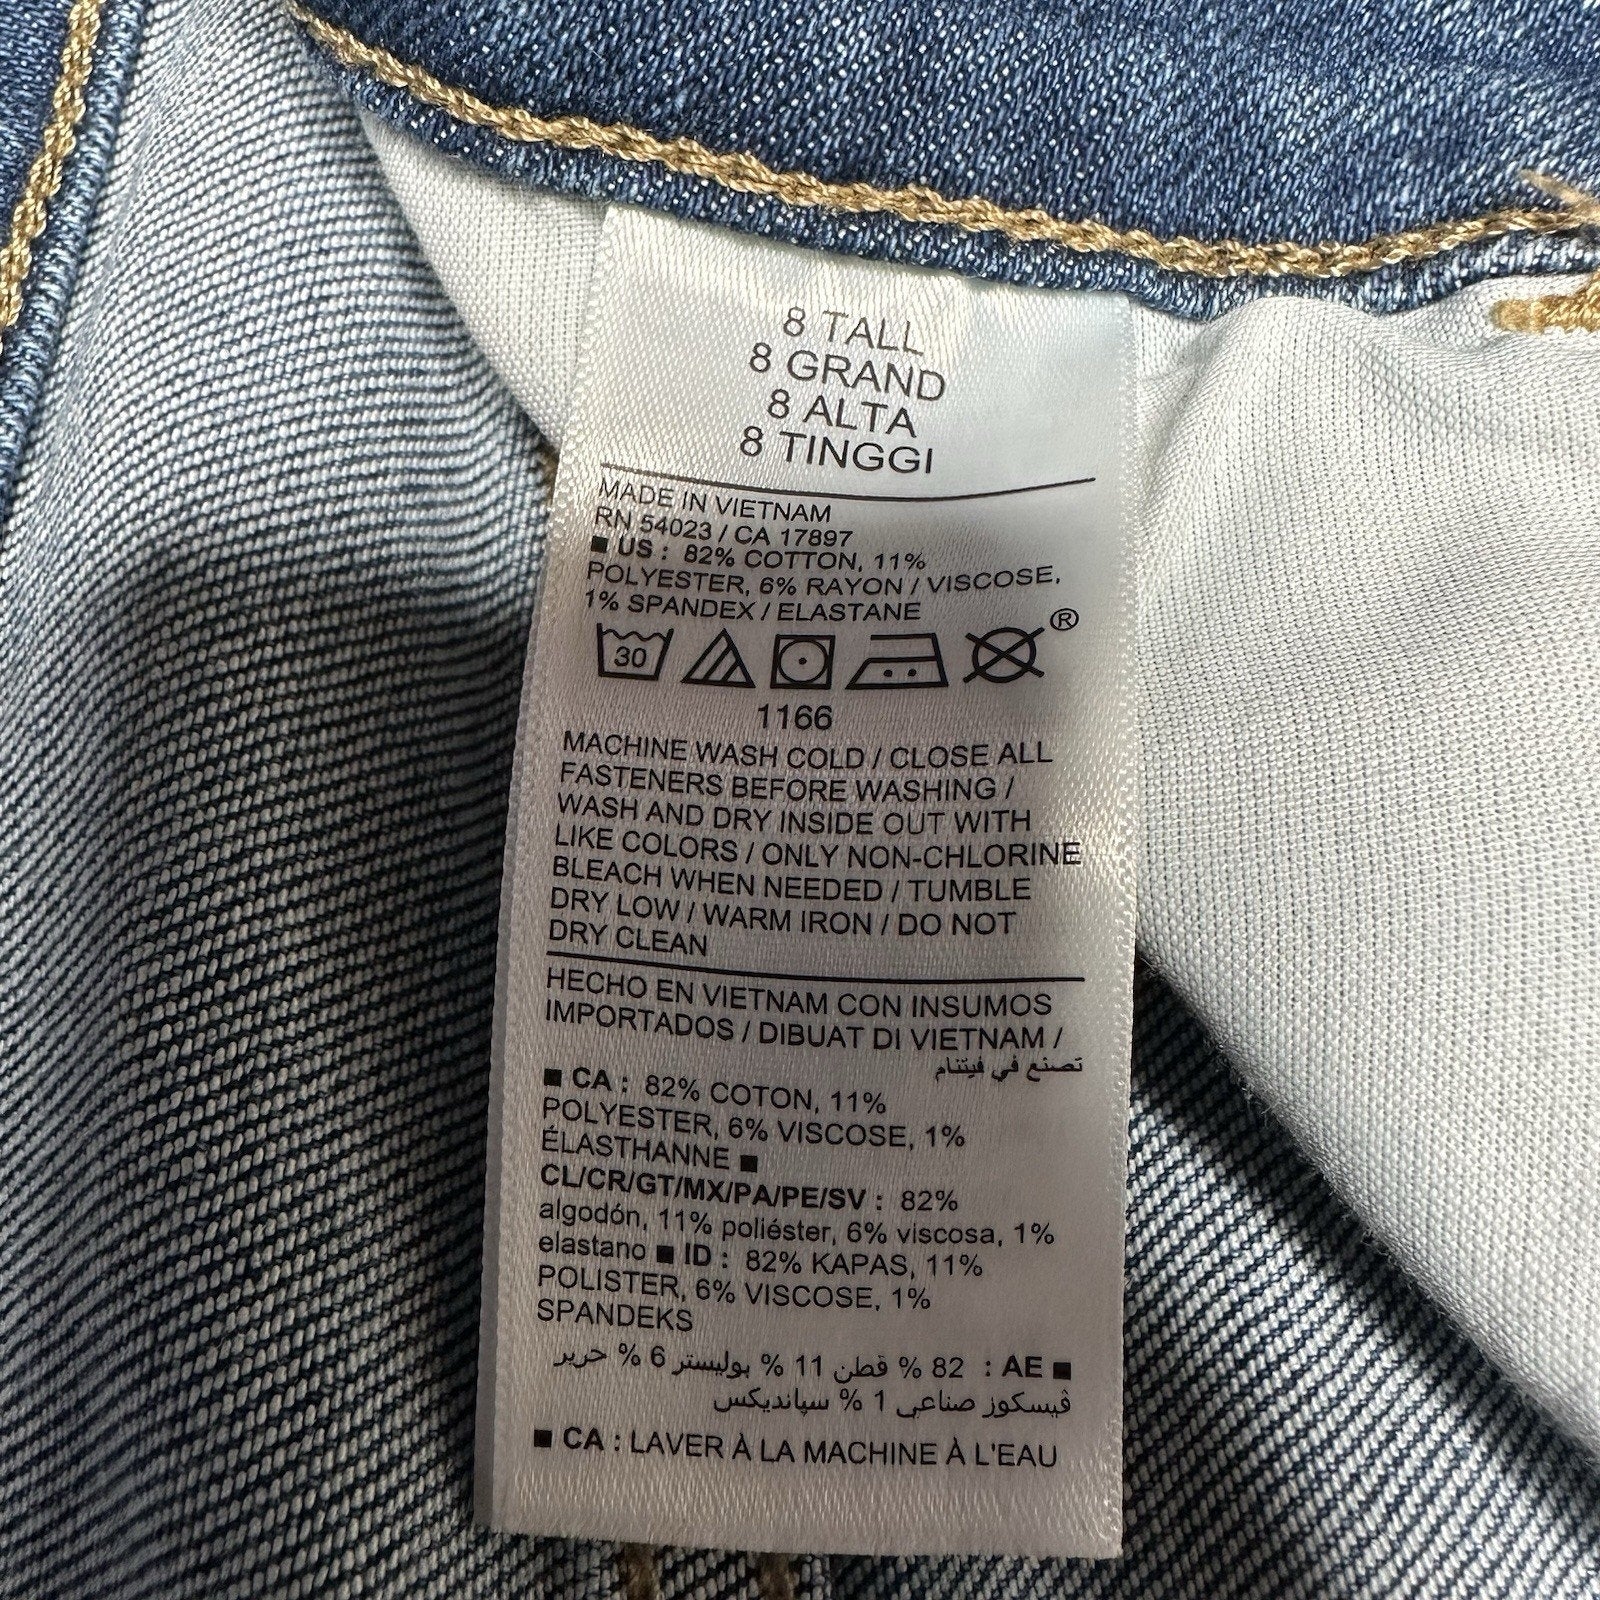 8 TALL
8 GRAND
8 ALTA
8 TINGGI
MADE IN VIETNAM
RN 54023 / CA 17897
■ US : 82% COTTON, 11%
POLYESTER, 6% RAYON / VISCOSE,
1% SPANDEX / ELASTANE
30 ®
1166
MACHINE WASH COLD / CLOSE ALL
FASTENERS BEFORE WASHING /
WASH AND DRY INSIDE OUT WITH
LIKE COLORS / ONLY NON-CHLORINE
BLEACH WHEN NEEDED / TUMBLE
DRY LOW / WARM IRON / DO NOT
DRY CLEAN
HECHO EN VIETNAM CON INSUMOS
IMPORTADOS / DIBUAT DI VIETNAM /
تصنع في فيتنام
■ CA : 82% COTON, 11%
POLYESTER, 6% VISCOSE, 1%
ÉLASTHANNE ■
CL/CR/GT/MX/PA/PE/SV : 82%
algodón, 11% poliéster, 6% viscosa, 1%
elastano ■ ID : 82% KAPAS, 11%
POLISTER, 6% VISCOSE, 1%
SPANDEKS
■ AE : 82 % قطن 11 % بوليستر 6 % حرير
ڤيسكوز صناعي 1 % سپانديكس
■ CA : LAVER À LA MACHINE À L'EAU